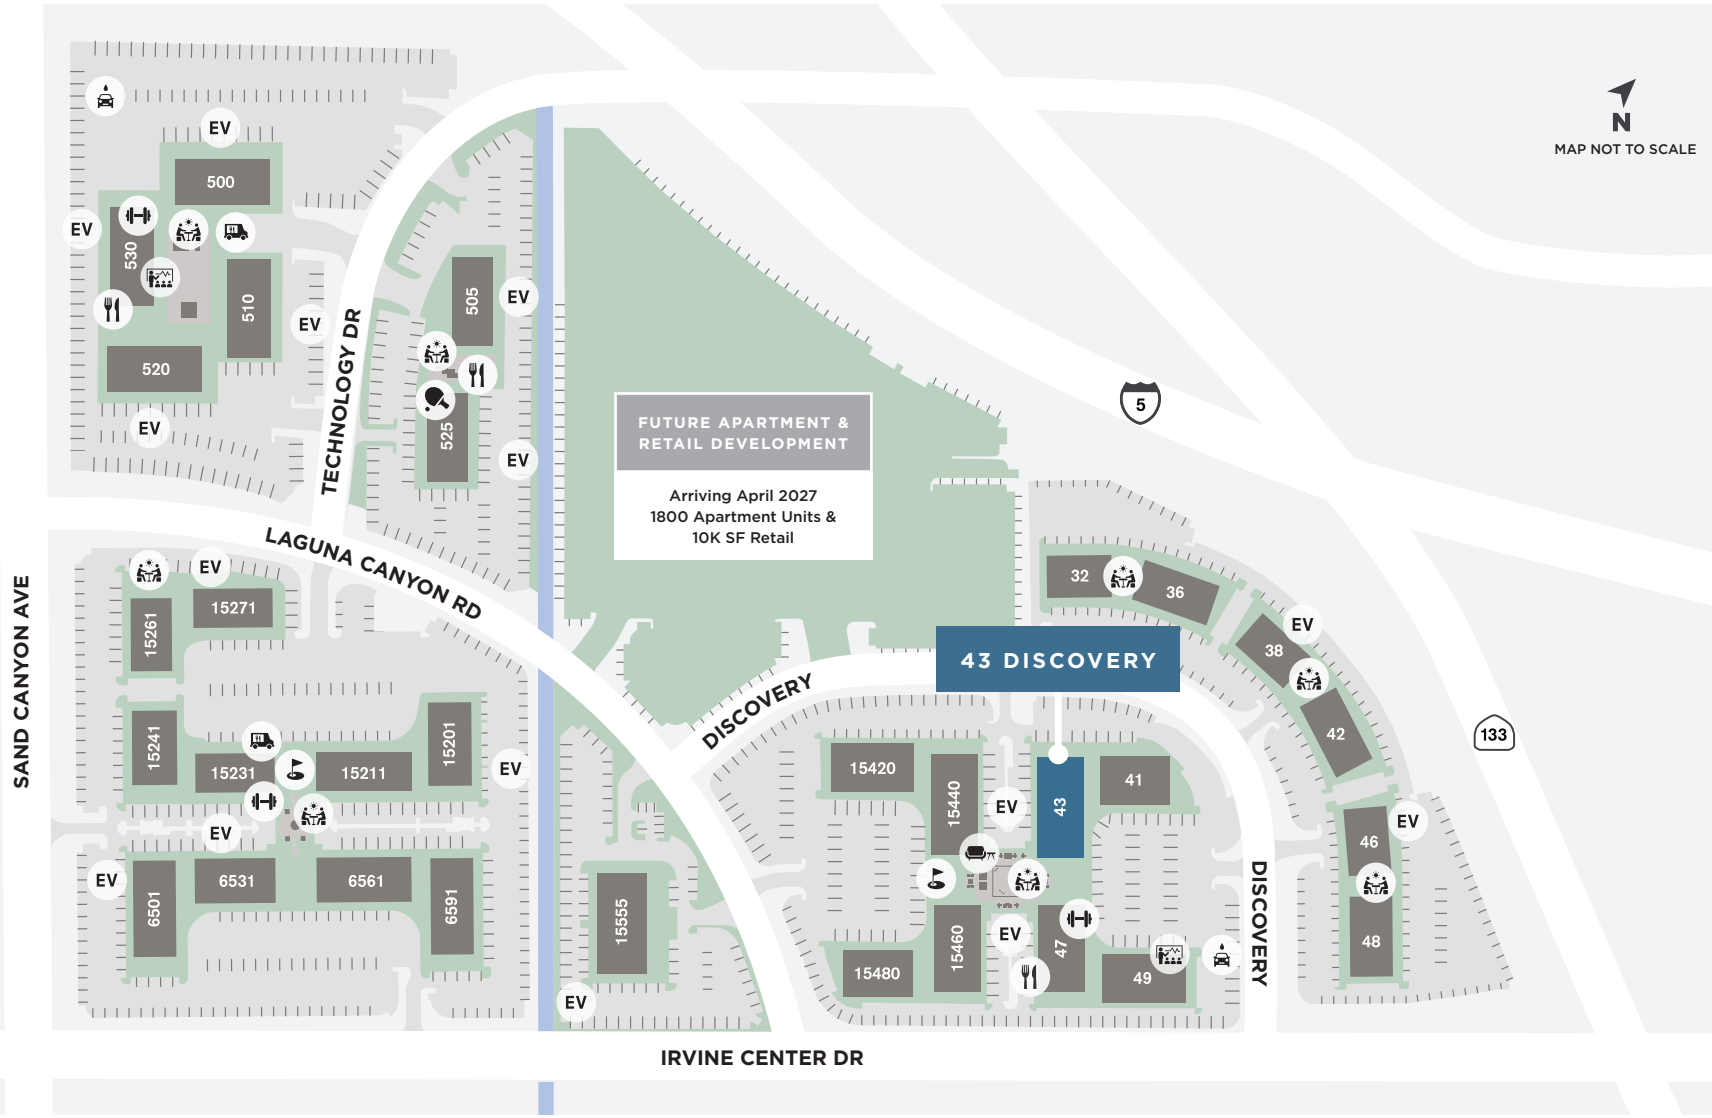 N
MAP NOT TO SCALE
EV
500
EV
530
510
EV
520
EV
505
EV
525
EV
TECHNOLOGY DR
5
FUTURE APARTMENT &
RETAIL DEVELOPMENT
Arriving April 2027
1800 Apartment Units &
10K SF Retail
LAGUNA CANYON RD
SAND CANYON AVE
EV
15271
15261
15241
15231
15211
15201
EV
EV
EV
6501
6531
6561
6591
15555
EV
32
36
EV
38
42
133
43 DISCOVERY
DISCOVERY
15420
15440
EV
43
41
46
EV
48
DISCOVERY
15460
EV
47
15480
49
IRVINE CENTER DR